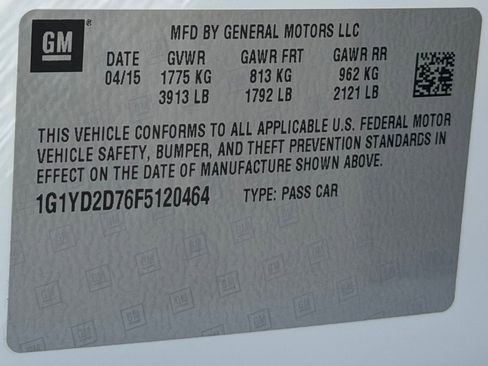 GM
MFD BY GENERAL MOTORS LLC
DATE GVWR GAWR FRT GAWR RR
04/15 1775 KG 813 KG 962 KG
3913 LB 1792 LB 2121 LB
THIS VEHICLE CONFORMS TO ALL APPLICABLE U.S. FEDERAL MOTOR
VEHICLE SAFETY, BUMPER, AND THEFT PREVENTION STANDARDS IN
EFFECT ON THE DATE OF MANUFACTURE SHOWN ABOVE.
1G1YD2D76F5120464 TYPE: PASS CAR